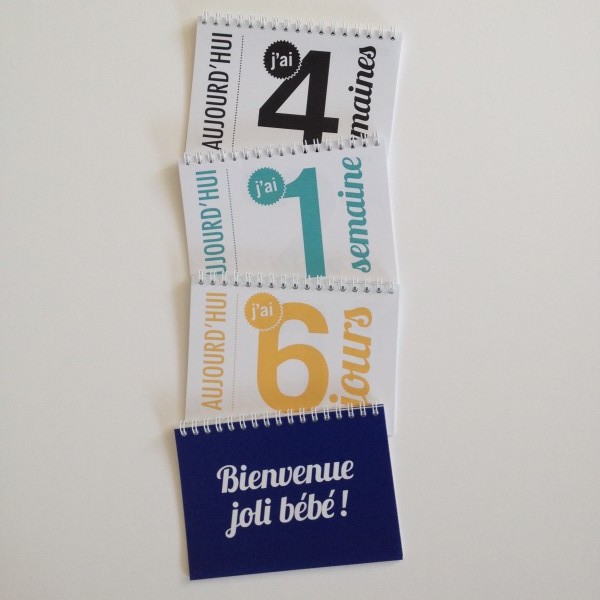 AUJOURD'HUI
j'ai
4
AUJOURD'HUI
j'ai
1
semaine
AUJOURD'HUI
j'ai
6
jours
Bienvenue
joli bébé !